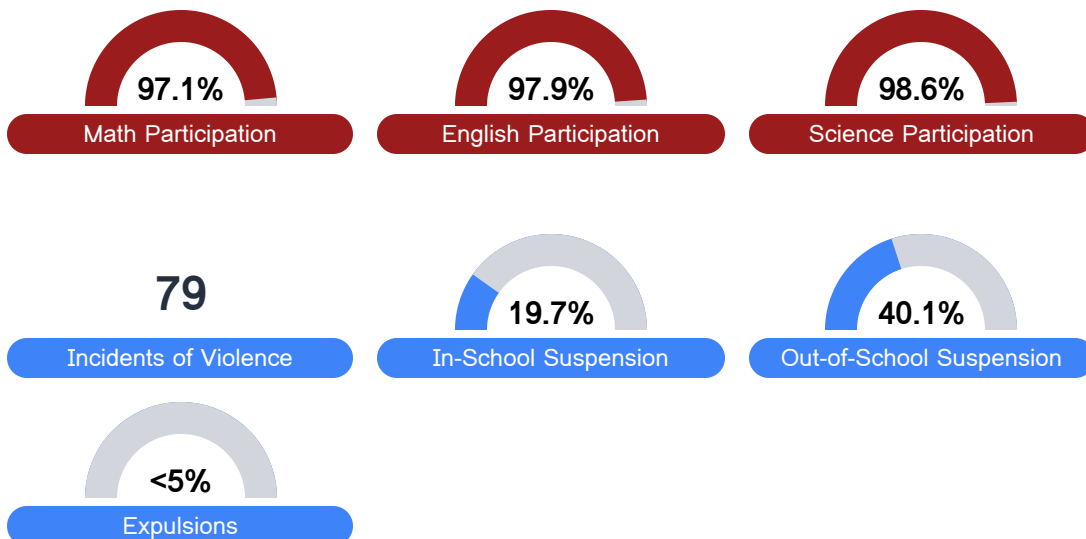 97.1%
Math Participation
97.9%
English Participation
98.6%
Science Participation
79
Incidents of Violence
19.7%
In-School Suspension
40.1%
Out-of-School Suspension
<5%
Expulsions